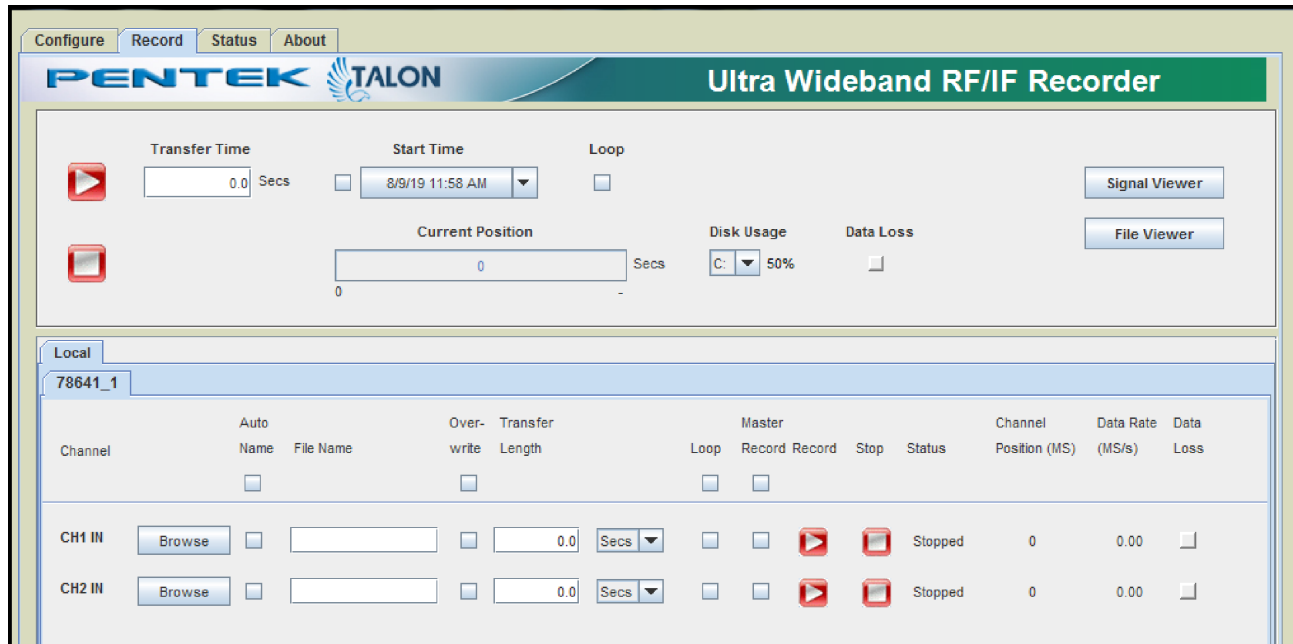 Configure Record Status About
PENTEK TALON Ultra Wideband RF/IF Recorder
Transfer Time Start Time Loop
0.0 Secs 8/9/19 11:58 AM Signal Viewer
Current Position Disk Usage Data Loss File Viewer
0 Secs C: 50%
0 -
Local
78641_1
Auto Over- Transfer Master Channel Data Rate Data
Channel Name File Name write Length Loop Record Record Stop Status Position (MS) (MS/s) Loss
CH1 IN Browse 0.0 Secs Stopped 0 0.00
CH2 IN Browse 0.0 Secs Stopped 0 0.00